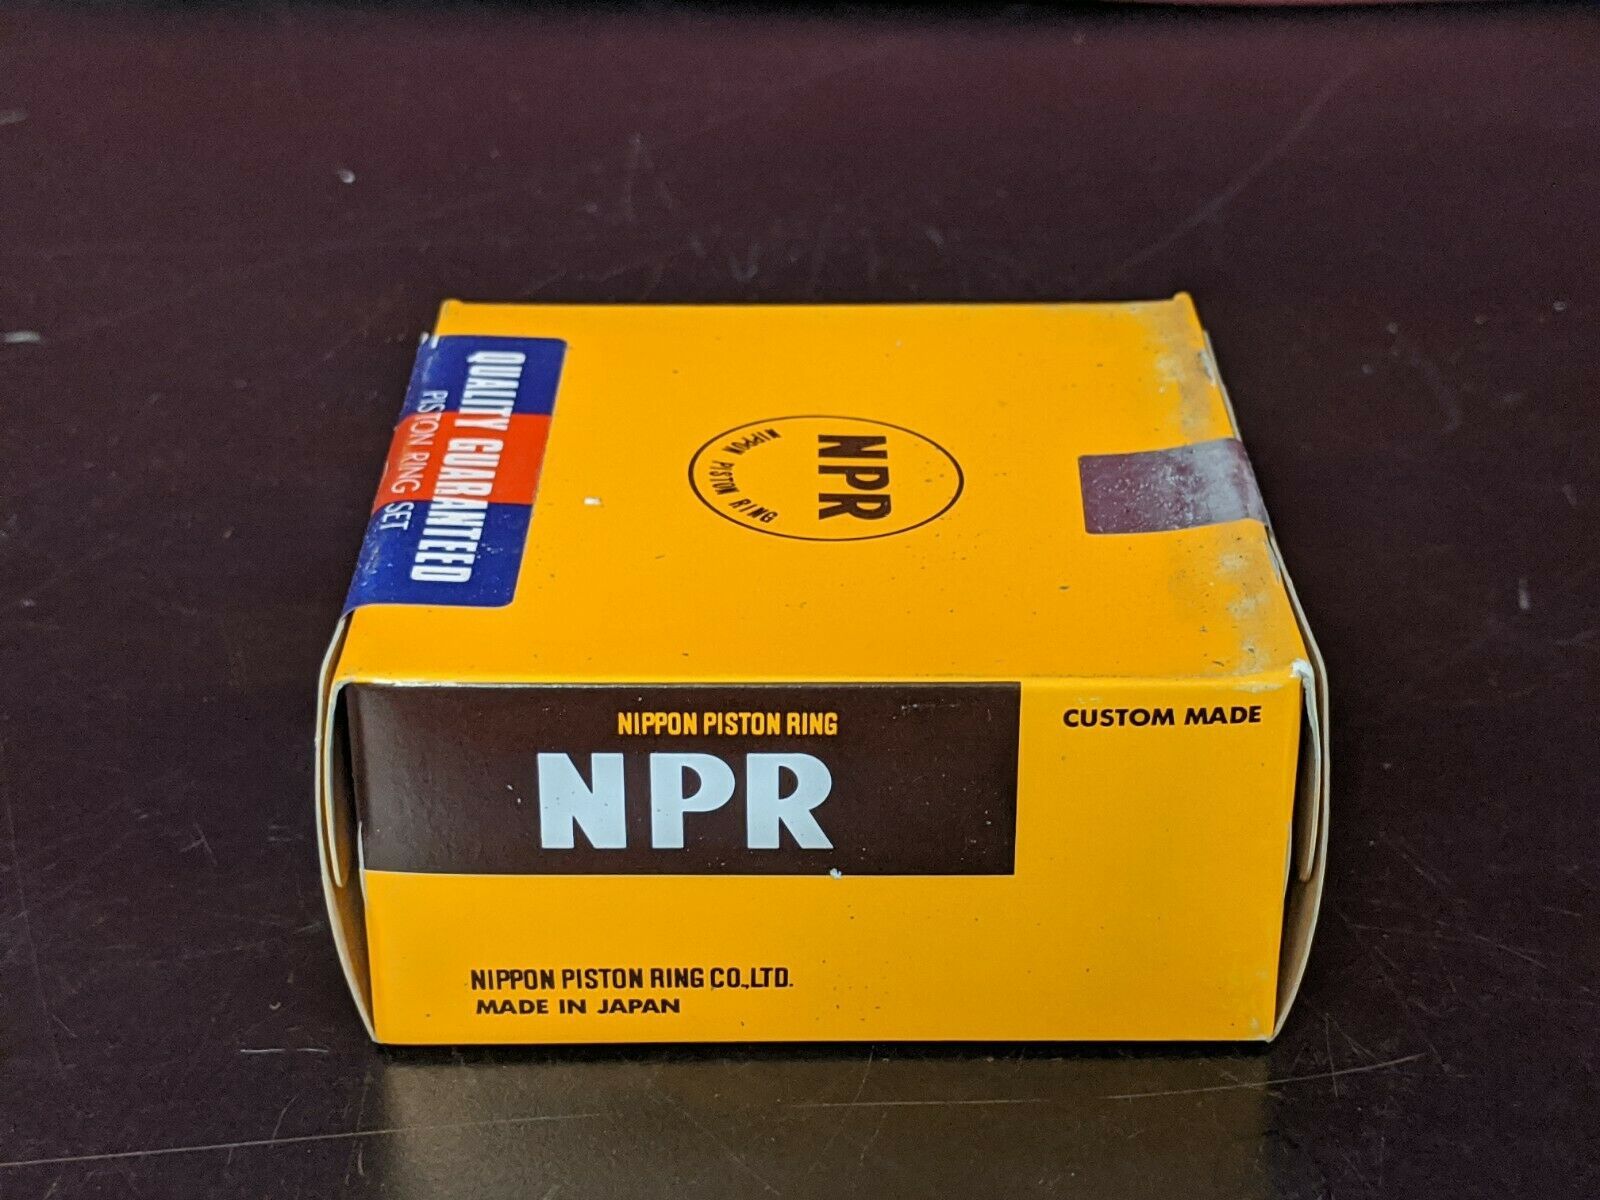 QUALITY GUARANTEED
PISTON RING SET
NPR
NIPPON PISTON RING
NIPPON PISTON RING
NPR
CUSTOM MADE
NIPPON PISTON RING CO.,LTD.
MADE IN JAPAN